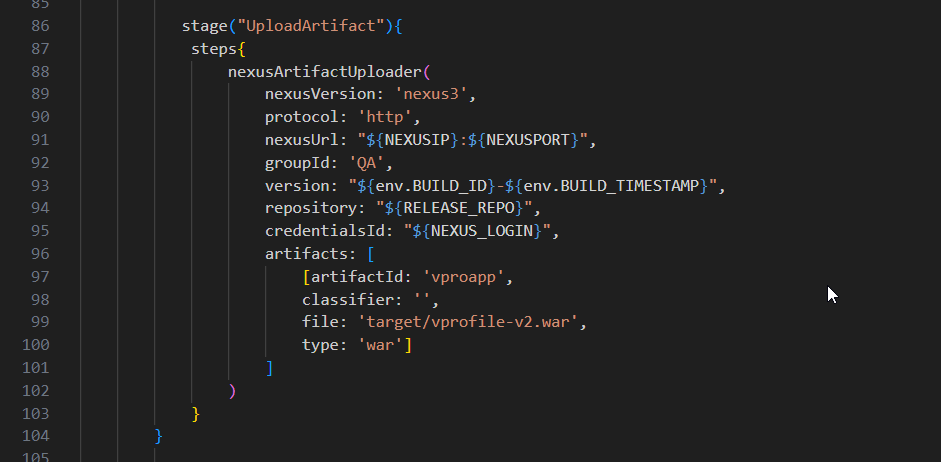 85
86 stage("UploadArtifact"){
87 steps{
88 nexusArtifactUploader(
89 nexusVersion: 'nexus3',
90 protocol: 'http',
91 nexusUrl: "${NEXUSIP}:${NEXUSPORT}",
92 groupId: 'QA',
93 version: "${env.BUILD_ID}-${env.BUILD_TIMESTAMP}",
94 repository: "${RELEASE_REPO}",
95 credentialsId: "${NEXUS_LOGIN}",
96 artifacts: [
97 [artifactId: 'vproapp',
98 classifier: '',
99 file: 'target/vprofile-v2.war',
100 type: 'war']
101 ]
102 )
103 }
104 }
105